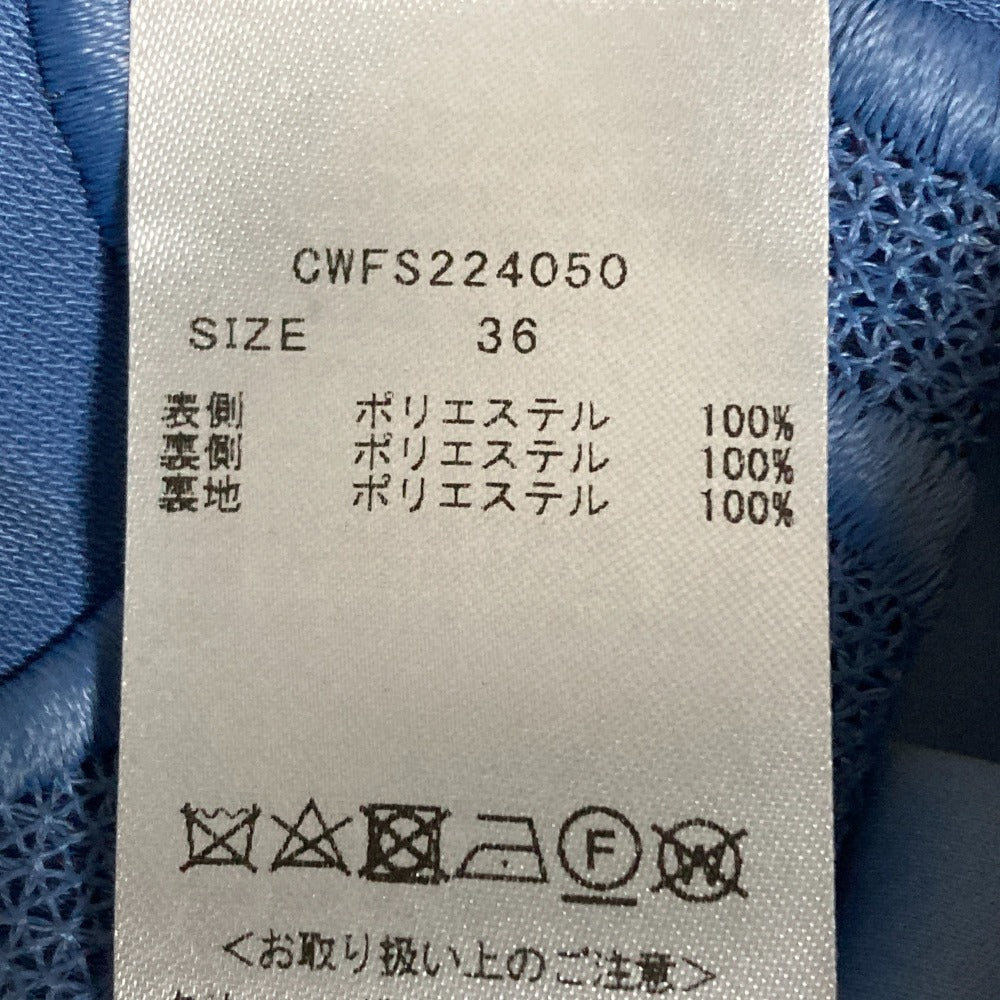 CWFS224050
SIZE 36
表側 ポリエステル 100%
裏側 ポリエステル 100%
裏地 ポリエステル 100%
F
W
<お取り扱い上のご注意>